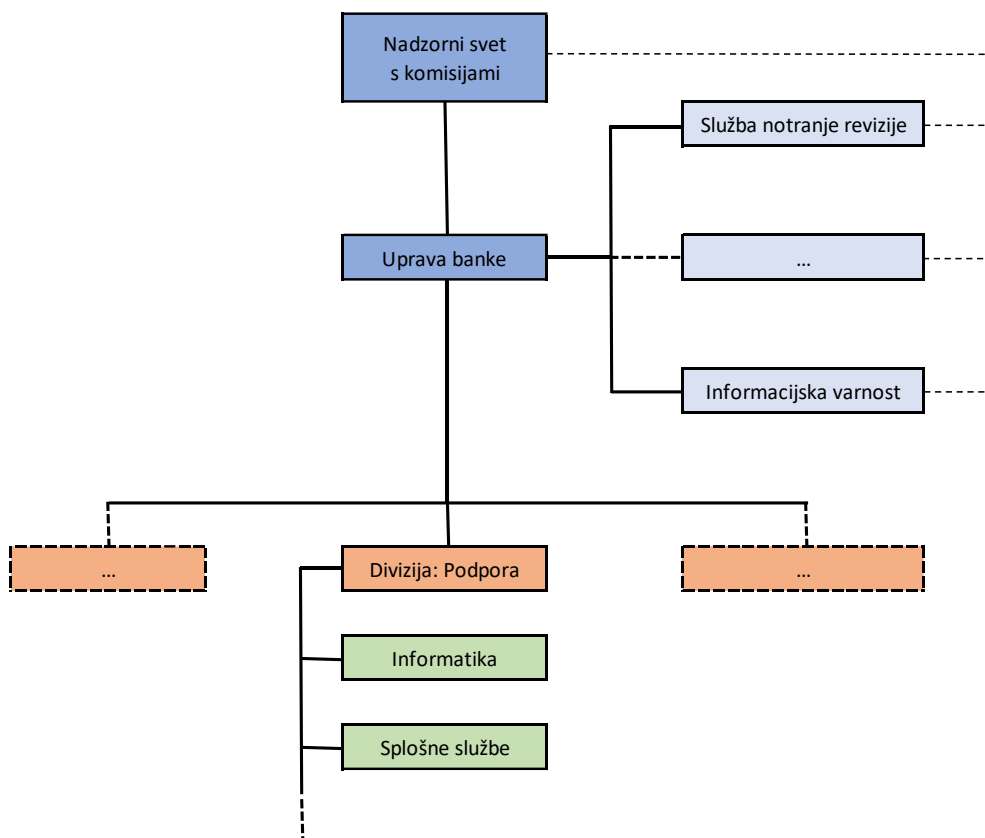 Nadzorni svet
s komisijami
Služba notranje revizije
Uprava banke
...
Informacijska varnost
...
Divizija: Podpora
...
Informatika
Splošne službe